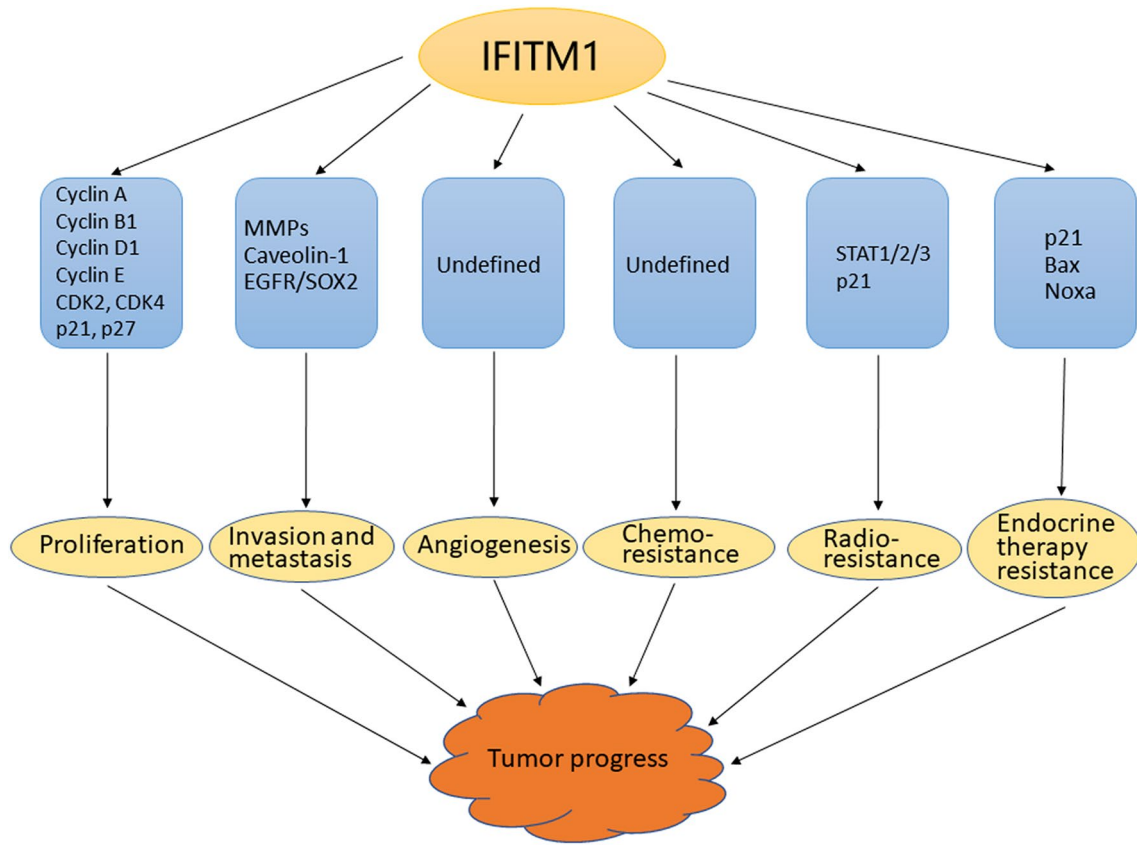 IFITM1
Cyclin A
Cyclin B1
Cyclin D1
Cyclin E
CDK2, CDK4
p21, p27
MMPs
Caveolin-1
EGFR/SOX2
Undefined
Undefined
STAT1/2/3
p21
p21
Bax
Noxa
Proliferation
Invasion and
metastasis
Angiogenesis
Chemo-
resistance
Radio-
resistance
Endocrine
therapy
resistance
Tumor progress